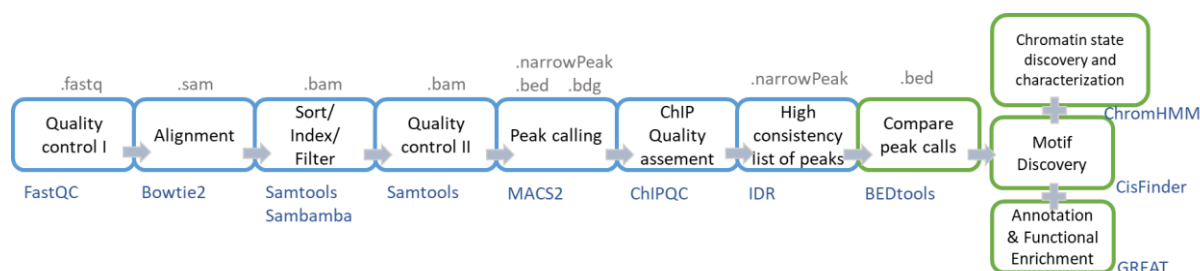 .fastq
Quality
control I
FastQC
.sam
Alignment
Bowtie2
.bam
Sort/
Index/
Filter
Samtools
Sambamba
.bam
Quality
control II
Samtools
.narrowPeak
.bed .bdg
Peak calling
MACS2
ChIP
Quality
assement
ChIPQC
.narrowPeak
High
consistency
list of peaks
IDR
.bed
Compare
peak calls
BEDtools
Chromatin state
discovery and
characterization
ChromHMM
Motif
Discovery
CisFinder
Annotation
& Functional
Enrichment
GREAT